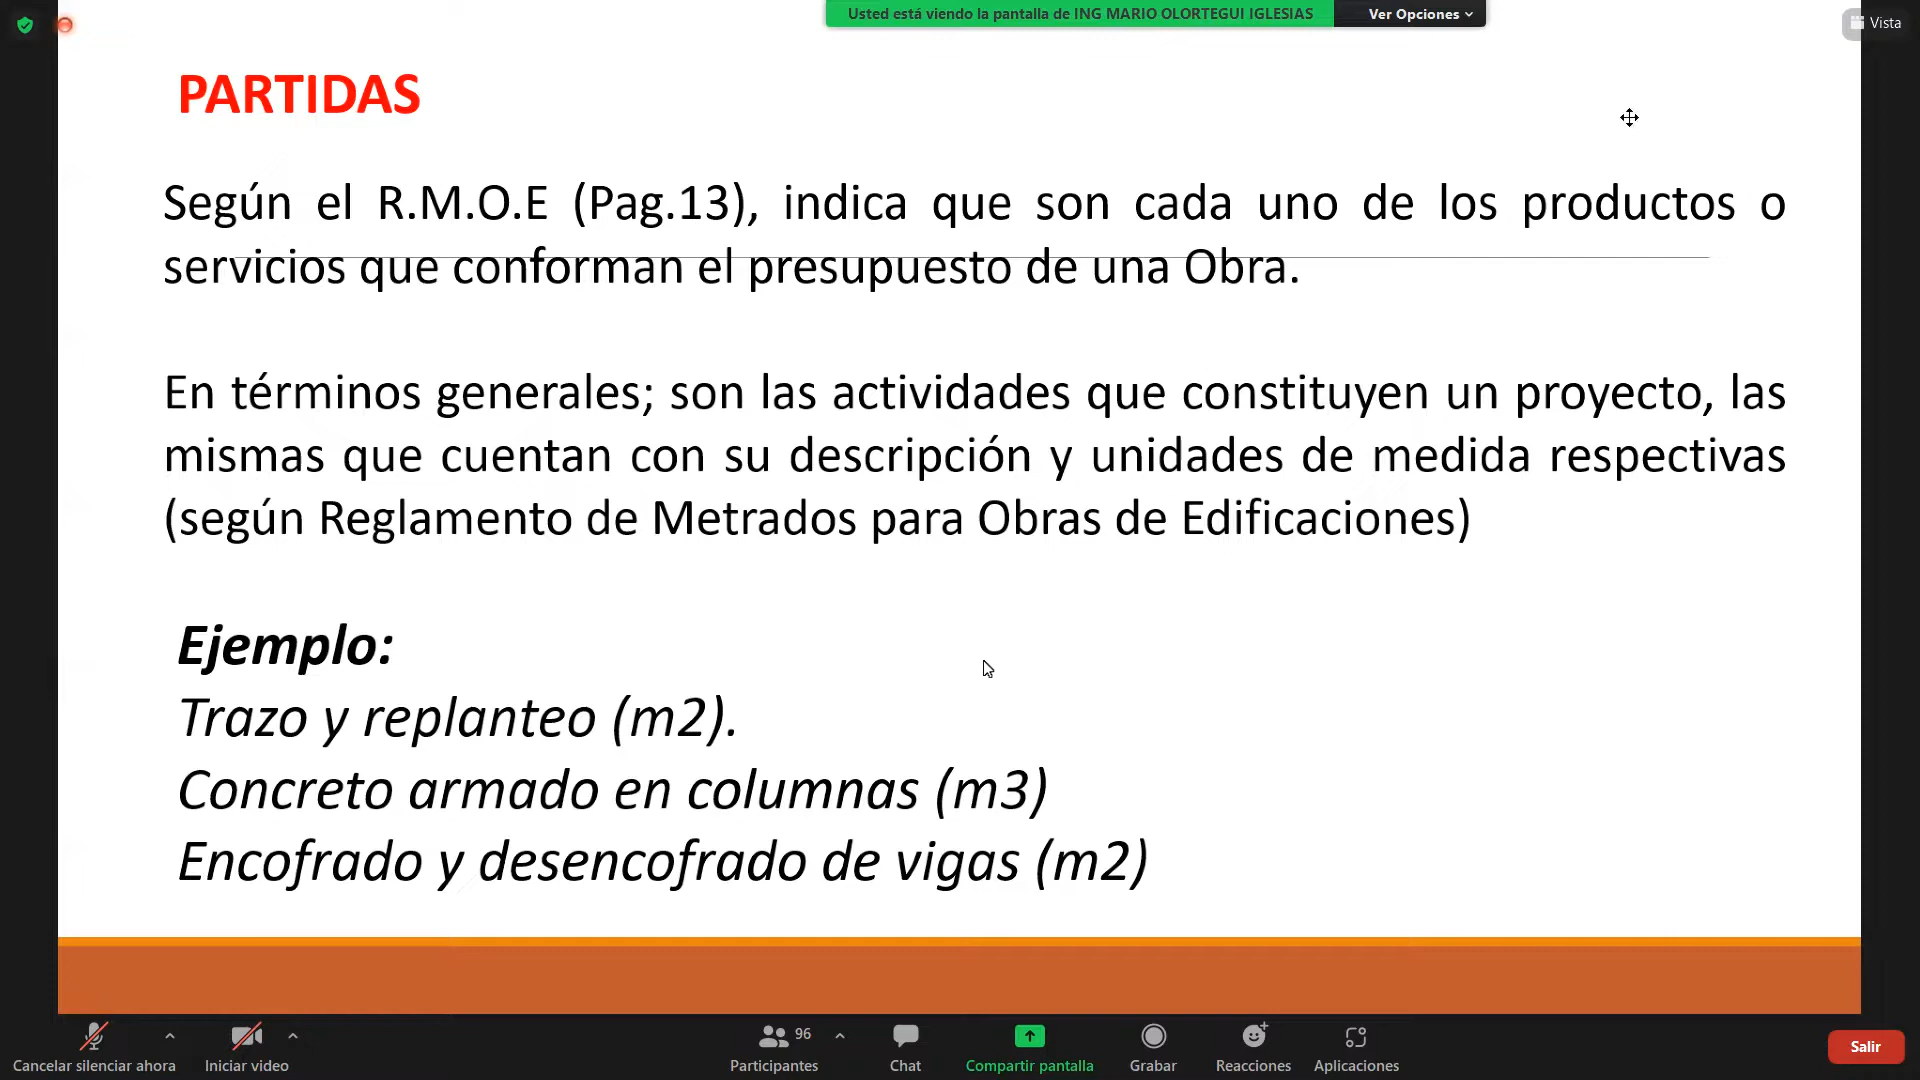 Usted está viendo la pantalla de ING MARIO OLORTEGUI IGLESIAS
Ver Opciones
Vista
PARTIDAS
Según el R.M.O.E (Pag.13), indica que son cada uno de los productos o
servicios que conforman el presupuesto de una Obra.
En términos generales; son las actividades que constituyen un proyecto, las
mismas que cuentan con su descripción y unidades de medida respectivas
(según Reglamento de Metrados para Obras de Edificaciones)
Ejemplo:
Trazo y replanteo (m2).
Concreto armado en columnas (m3)
Encofrado y desencofrado de vigas (m2)
96
Cancelar silenciar ahora
Iniciar video
Participantes
Chat
Compartir pantalla
Grabar
Reacciones
Aplicaciones
Salir